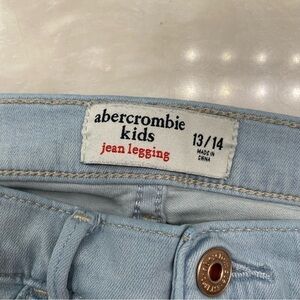 abercrombie
kids
jean legging
13/14
MADE IN
CHINA